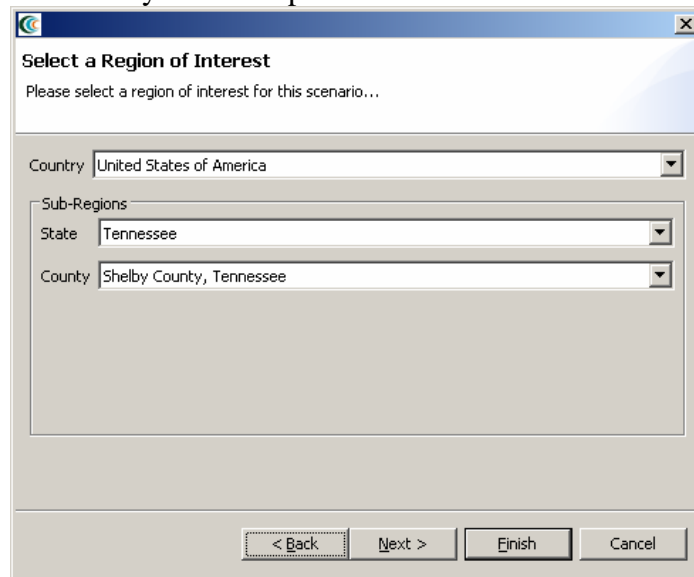 Select a Region of Interest
Please select a region of interest for this scenario...
Country United States of America
Sub-Regions
State Tennessee
County Shelby County, Tennessee
< Back Next > Finish Cancel